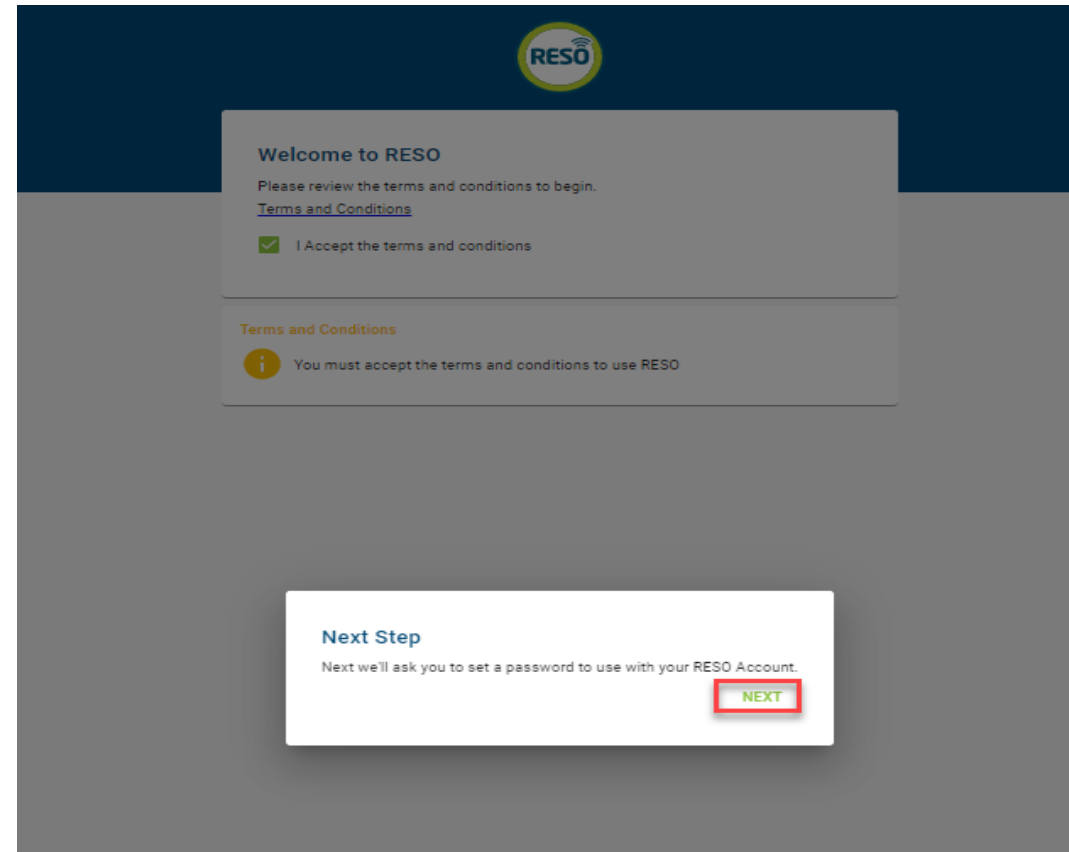 RESO
Welcome to RESO
Please review the terms and conditions to begin.
Terms and Conditions
I Accept the terms and conditions
Terms and Conditions
i
You must accept the terms and conditions to use RESO
Next Step
Next we'll ask you to set a password to use with your RESO Account.
NEXT